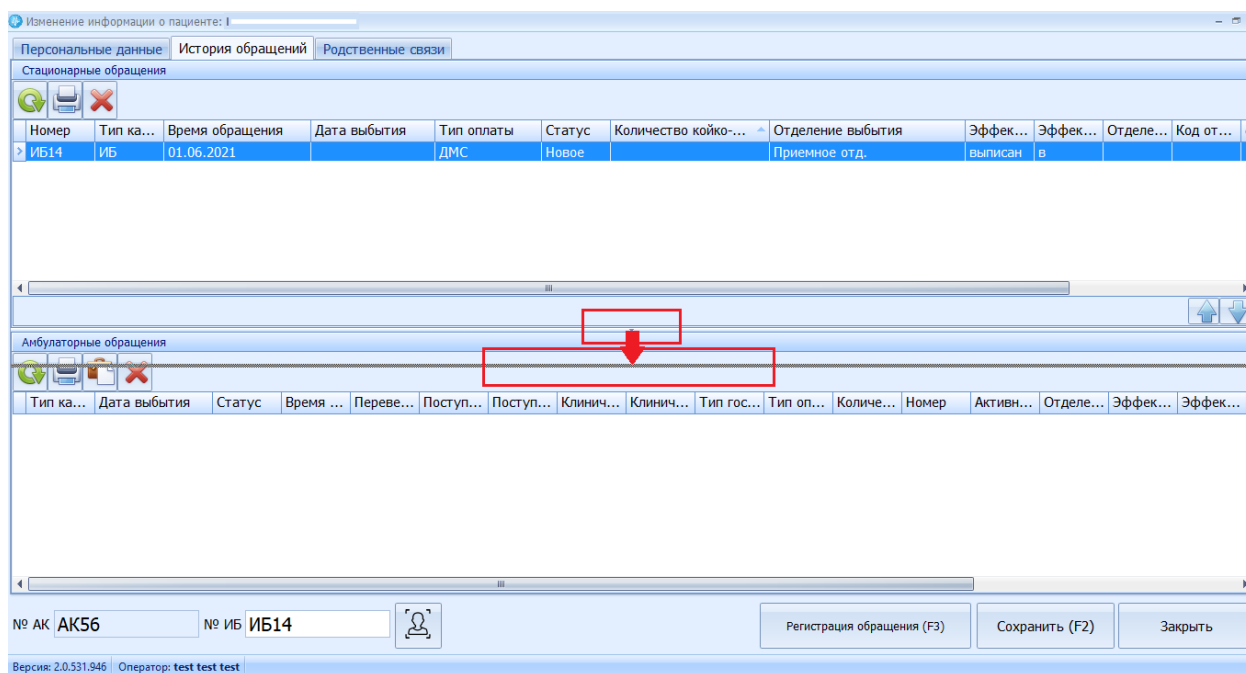 Изменение информации о пациенте:
Персональные данные История обращений Родственные связи
Стационарные обращения
Номер Тип ка... Время обращения Дата выбытия Тип оплаты Статус Количество койко-... Отделение выбытия Эффек... Эффек... Отделе... Код от...
ИБ14 ИБ 01.06.2021 ДМС Новое Приемное отд. выписан в
Амбулаторные обращения
Тип ка... Дата выбытия Статус Время ... Переве... Поступ... Поступ... Клинич... Клинич... Тип гос... Тип оп... Количе... Номер Активн... Отделе... Эффек... Эффек...
№ АК АК56 № ИБ ИБ14 Регистрация обращения (F3) Сохранить (F2) Закрыть
Версия: 2.0.531.946 Оператор: test test test